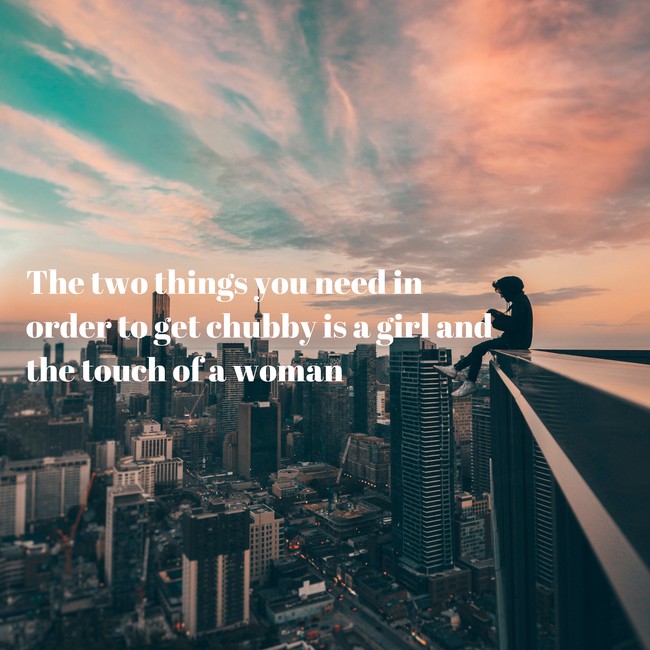 The two things you need in
order to get chubby is a girl and
the touch of a woman